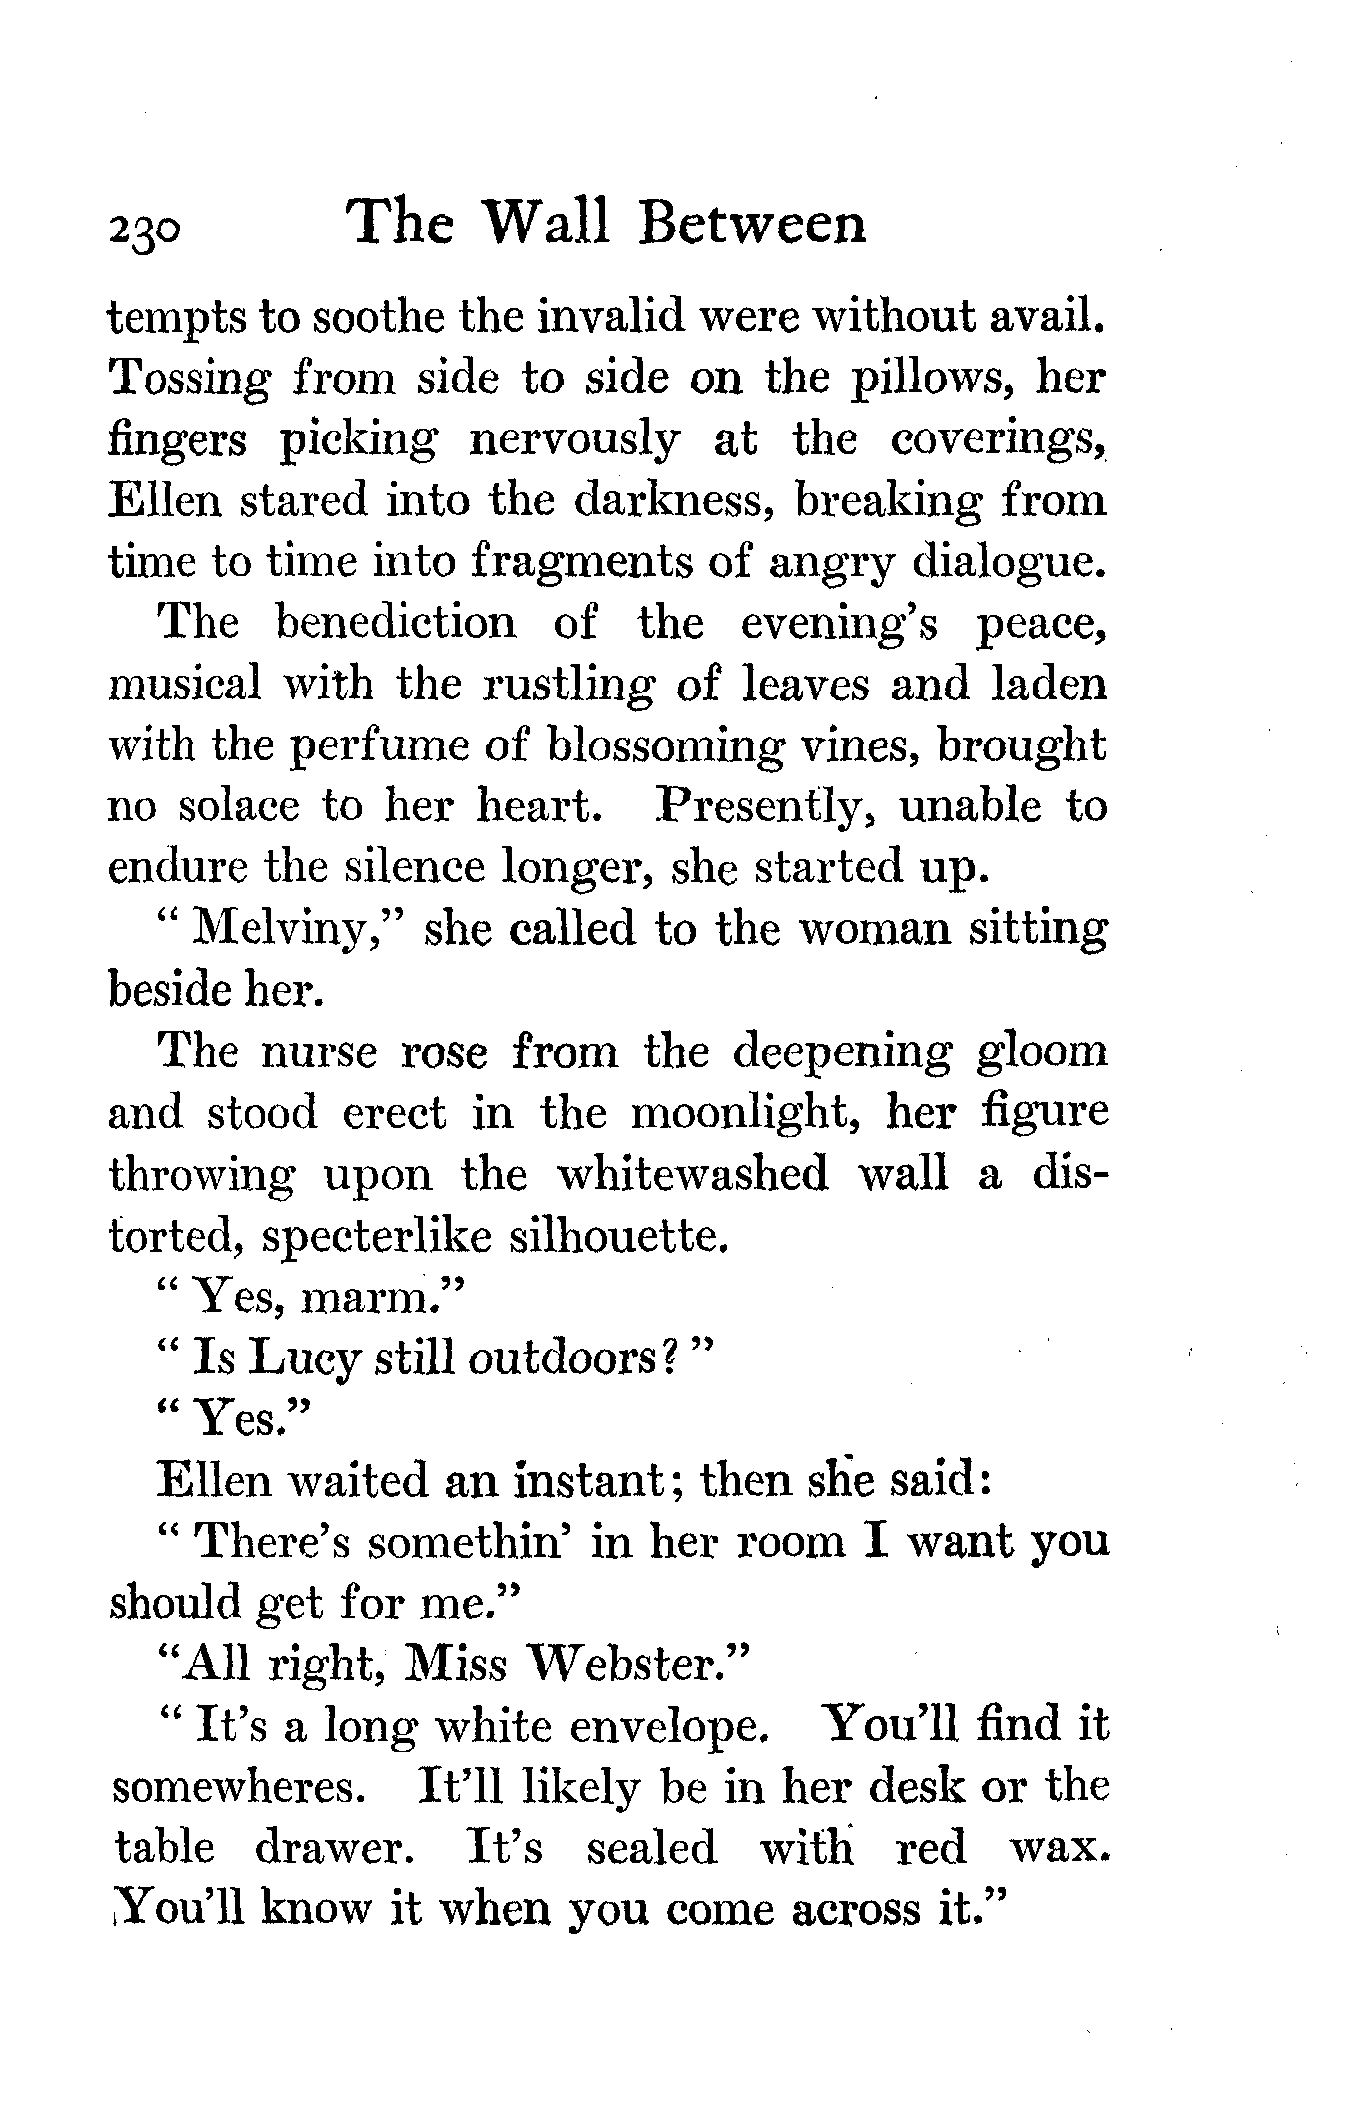 230 The Wall Between
tempts to soothe the invalid were without avail.
Tossing from side to side on the pillows, her
fingers picking nervously at the coverings,
Ellen stared into the darkness, breaking from
time to time into fragments of angry dialogue.
The benediction of the evening's peace,
musical with the rustling of leaves and laden
with the perfume of blossoming vines, brought
no solace to her heart. Presently, unable to
endure the silence longer, she started up.
" Melviny," she called to the woman sitting
beside her.
The nurse rose from the deepening gloom
and stood erect in the moonlight, her figure
throwing upon the whitewashed wall a dis-
torted, specterlike silhouette.
" Yes, marm."
" Is Lucy still outdoors? "
" Yes."
Ellen waited an instant; then she said:
" There's somethin' in her room I want you
should get for me."
"All right, Miss Webster."
" It's a long white envelope. You'll find it
somewheres. It'll likely be in her desk or the
table drawer. It's sealed with red wax.
You'll know it when you come across it."